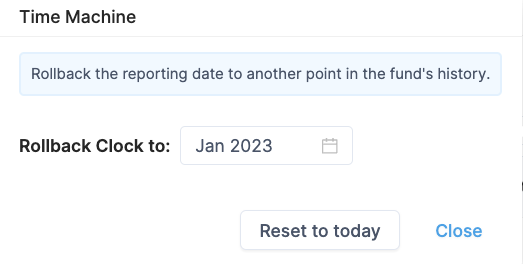 Time Machine
Rollback the reporting date to another point in the fund's history.
Rollback Clock to: Jan 2023
Reset to today Close